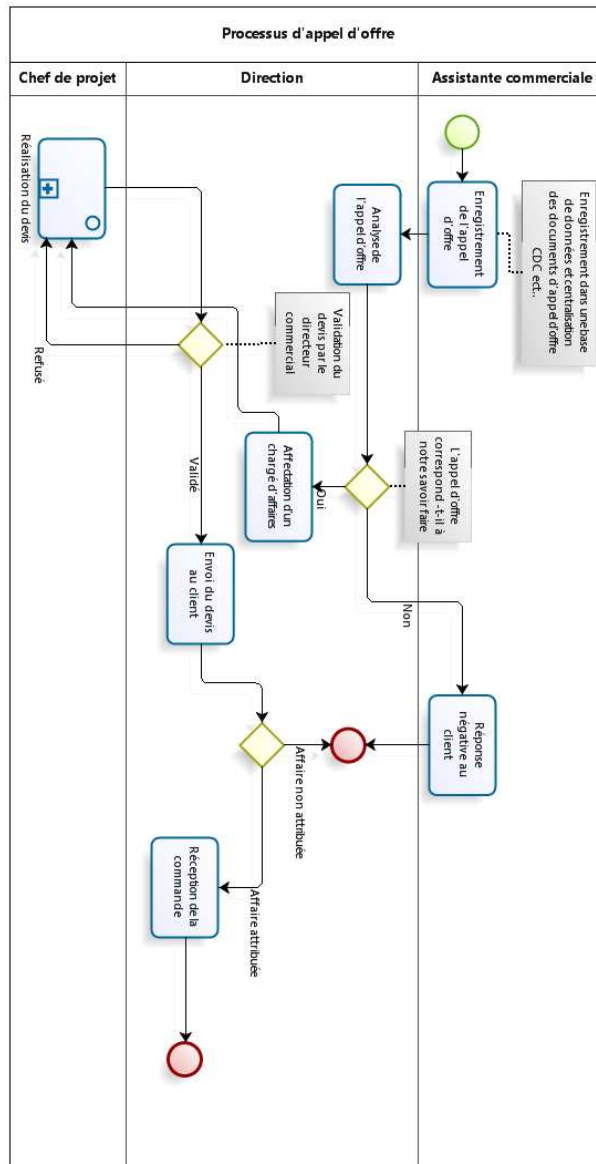 Processus d'appel d'offre
Chef de projet
Direction
Assistante commerciale
Enregistrement dans une base
de données et centralisation
des documents d'appel d'offre
CDC ect..
Enregistrement
de l'appel
d'offre
Analyse de
l'appel d'offre
L'appel d'offre
correspond -t-il à
notre savoir faire
Oui
Non
Réponse
négative au
client
Affectation d'un
chargé d'affaires
Réalisation du devis
Validation du
devis par le
directeur
commercial
Refusé
Validé
Envoi du devis
au client
Affaire non attribuée
Affaire attribuée
Réception de la
commande